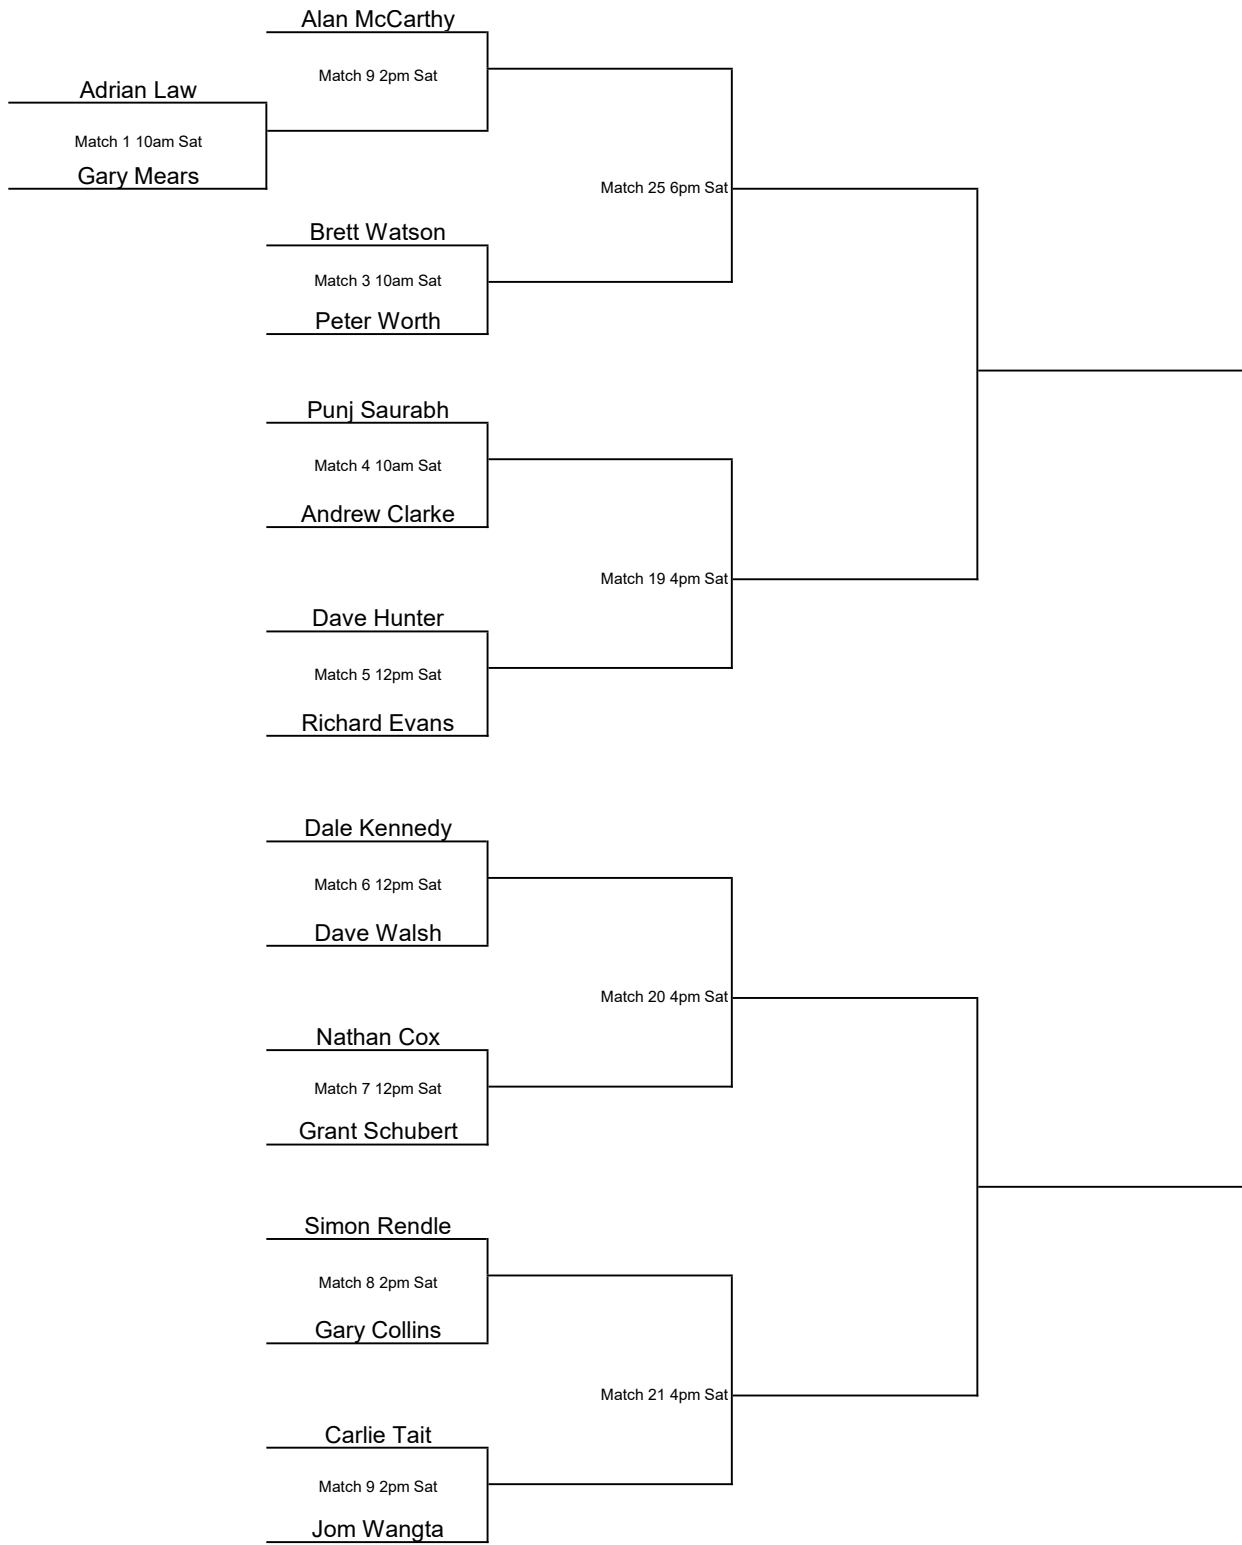 Alan McCarthy
Match 9 2pm Sat
Adrian Law
Match 1 10am Sat
Gary Mears
Match 25 6pm Sat
Brett Watson
Match 3 10am Sat
Peter Worth
Punj Saurabh
Match 4 10am Sat
Andrew Clarke
Match 19 4pm Sat
Dave Hunter
Match 5 12pm Sat
Richard Evans
Dale Kennedy
Match 6 12pm Sat
Dave Walsh
Match 20 4pm Sat
Nathan Cox
Match 7 12pm Sat
Grant Schubert
Simon Rendle
Match 8 2pm Sat
Gary Collins
Match 21 4pm Sat
Carlie Tait
Match 9 2pm Sat
Jom Wangta